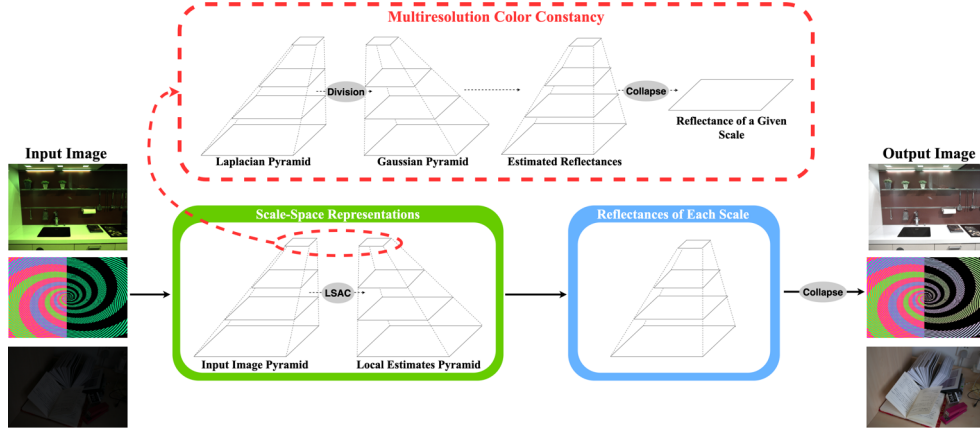 Multiresolution Color Constancy
Division
Collapse
Laplacian Pyramid
Gaussian Pyramid
Estimated Reflectances
Reflectance of a Given
Scale
Input Image
Output Image
Scale-Space Representations
Reflectances of Each Scale
LSAC
Collapse
Input Image Pyramid
Local Estimates Pyramid